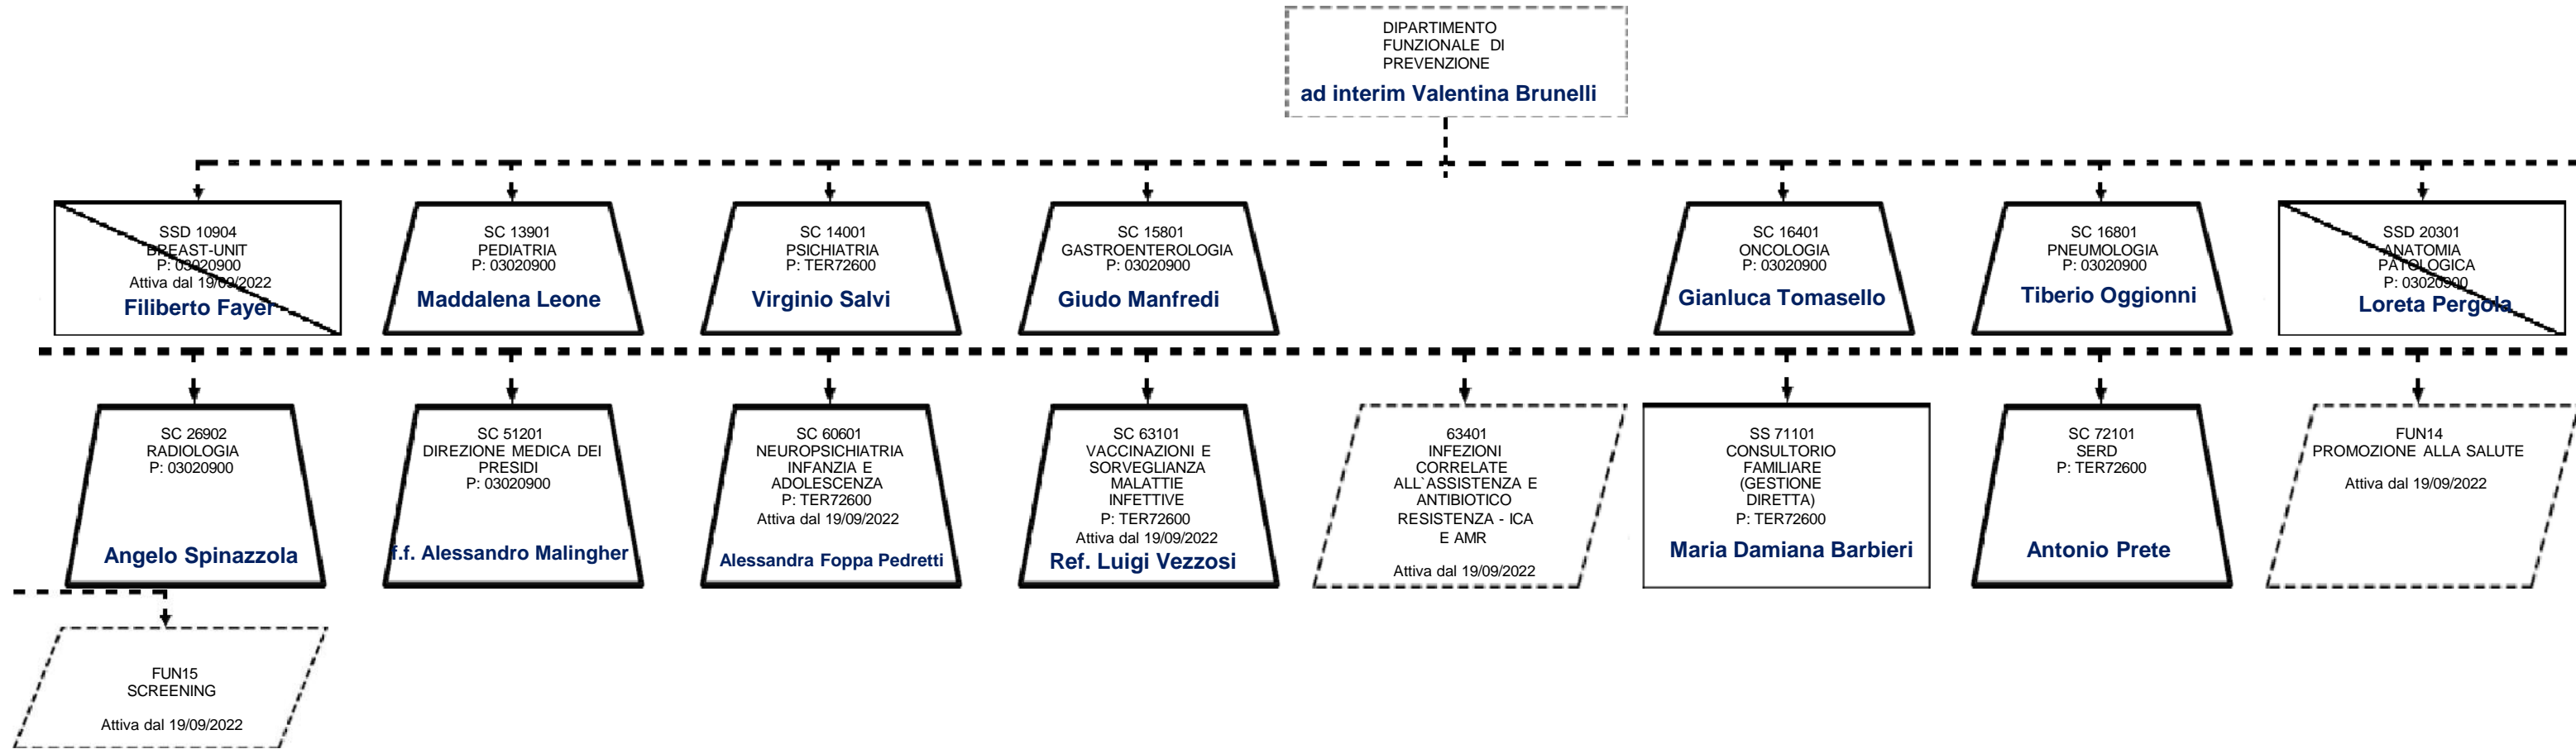 DIPARTIMENTO
FUNZIONALE DI
PREVENZIONE
ad interim Valentina Brunelli
SSD 10904
BREAST-UNIT
P: 03020900
Attiva dal 19/09/2022
Filiberto Fayer
SC 13901
PEDIATRIA
P: 03020900
Maddalena Leone
SC 14001
PSICHIATRIA
P: TER72600
Virginio Salvi
SC 15801
GASTROENTEROLOGIA
P: 03020900
Giudo Manfredi
SC 16401
ONCOLOGIA
P: 03020900
Gianluca Tomasello
SC 16801
PNEUMOLOGIA
P: 03020900
Tiberio Oggionni
SSD 20301
ANATOMIA
PATOLOGICA
P: 03020900
Loreta Pergola
SC 26902
RADIOLOGIA
P: 03020900
Angelo Spinazzola
SC 51201
DIREZIONE MEDICA DEI
PRESIDI
P: 03020900
f.f. Alessandro Malingher
SC 60601
NEUROPSICHIATRIA
INFANZIA E
ADOLESCENZA
P: TER72600
Attiva dal 19/09/2022
Alessandra Foppa Pedretti
SC 63101
VACCINAZIONI E
SORVEGLIANZA
MALATTIE
INFETTIVE
P: TER72600
Attiva dal 19/09/2022
Ref. Luigi Vezzosi
63401
INFEZIONI
CORRELATE
ALL`ASSISTENZA E
ANTIBIOTICO
RESISTENZA - ICA
E AMR
Attiva dal 19/09/2022
SS 71101
CONSULTORIO
FAMILIARE
(GESTIONE
DIRETTA)
P: TER72600
Maria Damiana Barbieri
SC 72101
SERD
P: TER72600
Antonio Prete
FUN14
PROMOZIONE ALLA SALUTE
Attiva dal 19/09/2022
FUN15
SCREENING
Attiva dal 19/09/2022